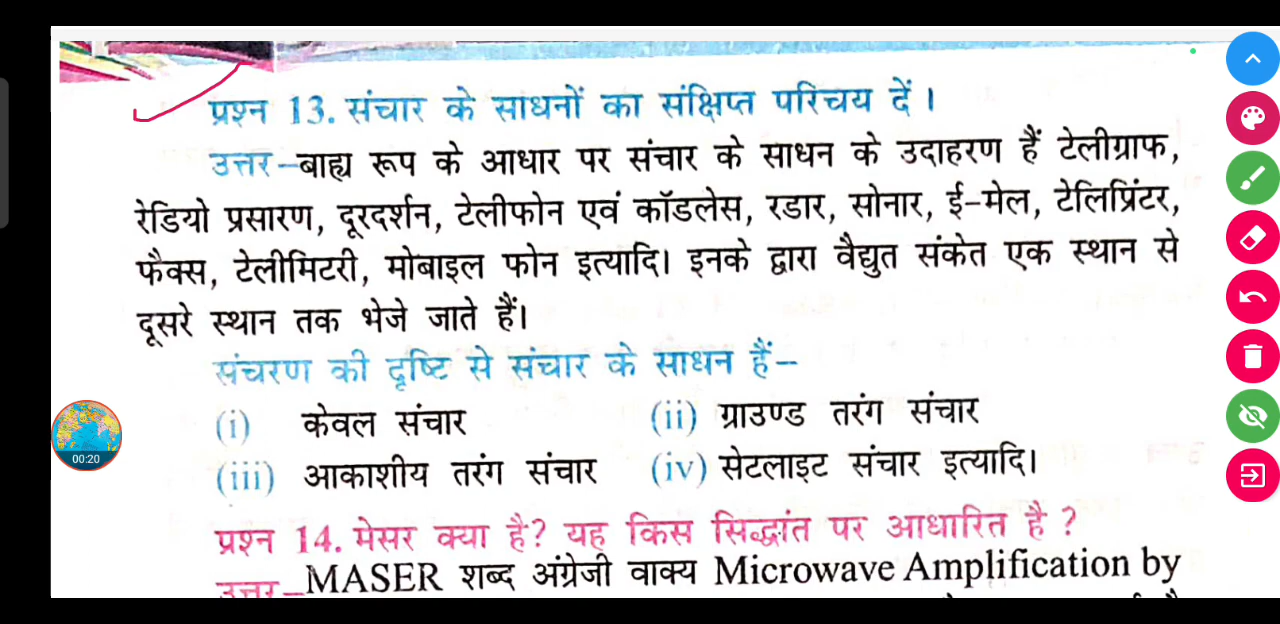 प्रश्न 13. संचार के साधनों का संक्षिप्त परिचय दें।
उत्तर–बाह्य रूप के आधार पर संचार के साधन के उदाहरण हैं टेलीग्राफ,
रेडियो प्रसारण, दूरदर्शन, टेलीफोन एवं कॉडलेस, रडार, सोनार, ई-मेल, टेलिप्रिंटर,
फैक्स, टेलीमिटरी, मोबाइल फोन इत्यादि। इनके द्वारा वैद्युत संकेत एक स्थान से
दूसरे स्थान तक भेजे जाते हैं।
संचरण की दृष्टि से संचार के साधन हैं–
(i) केवल संचार (ii) ग्राउण्ड तरंग संचार
(iii) आकाशीय तरंग संचार (iv) सेटलाइट संचार इत्यादि।
00:20
प्रश्न 14. मेसर क्या है? यह किस सिद्धांत पर आधारित है ?
उत्तर–MASER शब्द अंग्रेजी वाक्य Microwave Amplification by